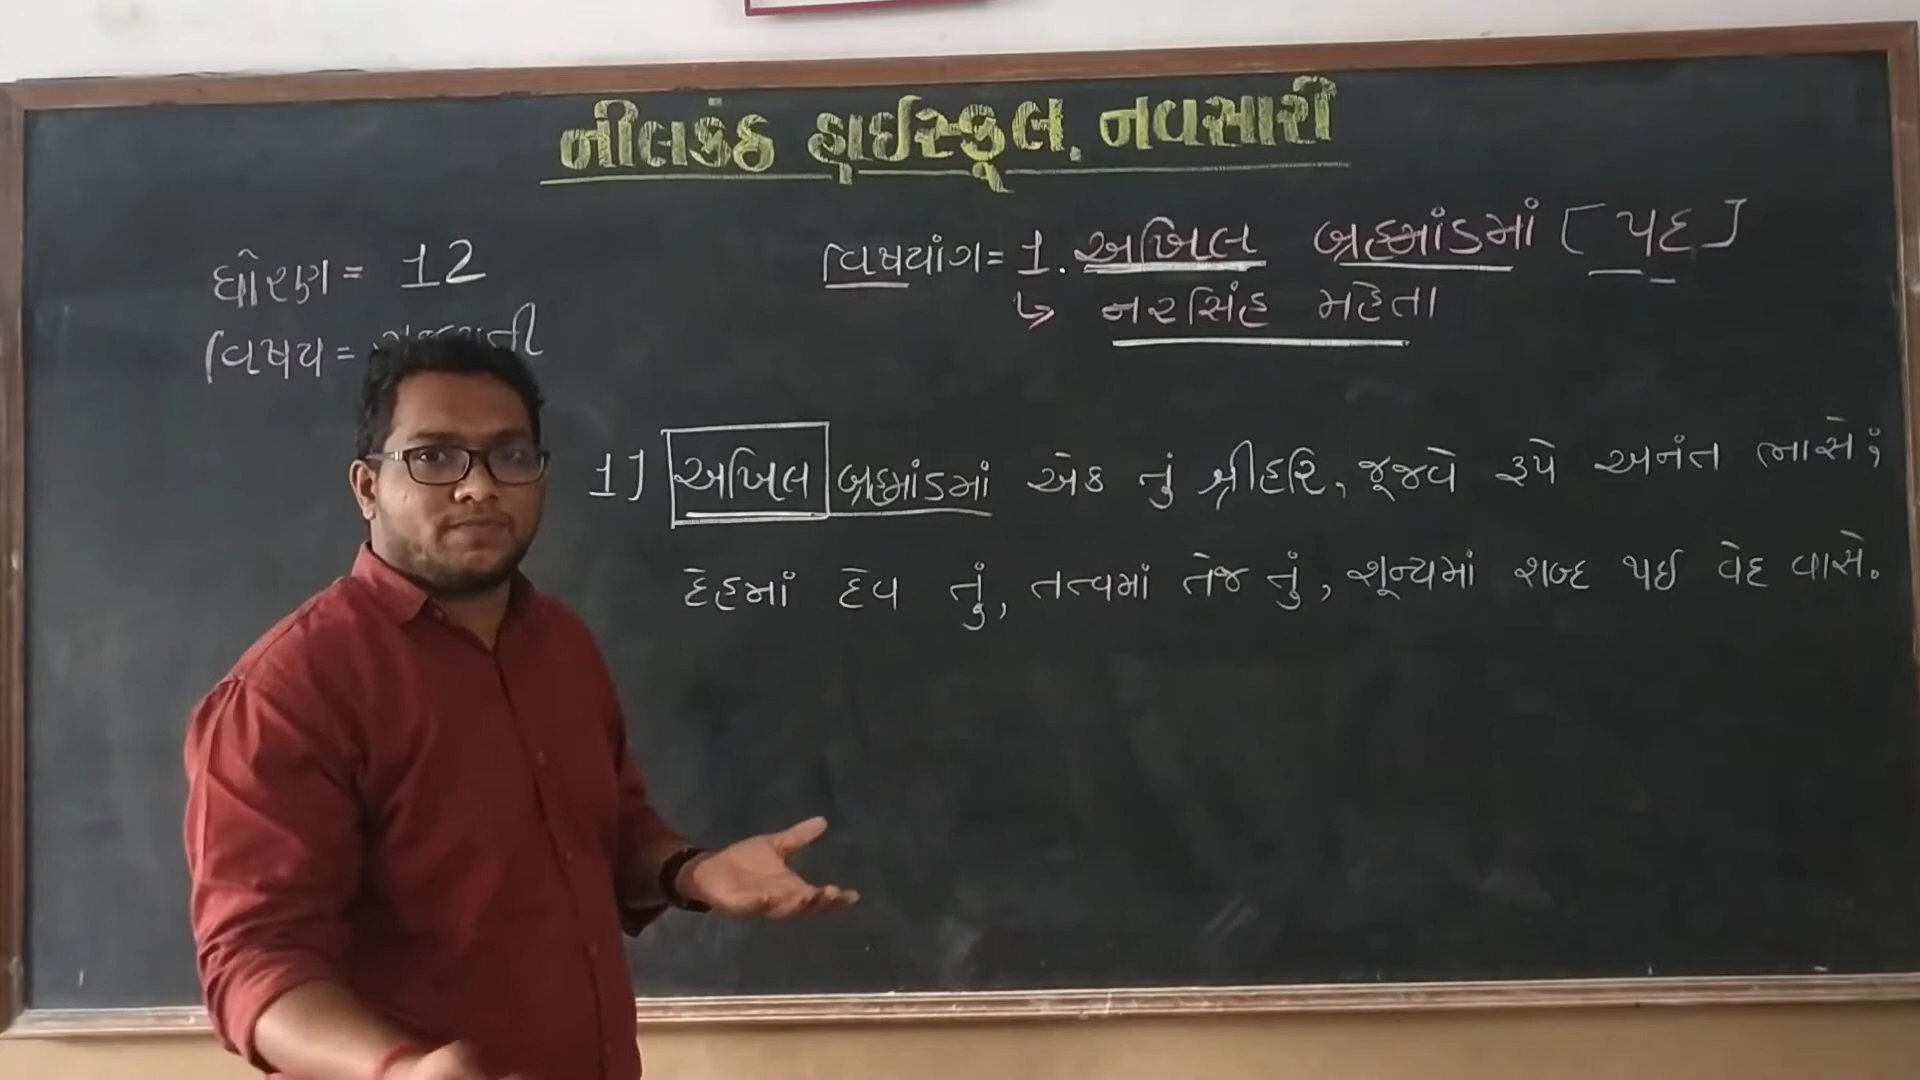 નીલકંઠ હાઈસ્કૂલ. નવસારી
ધોરણ = 12
વિષય =
વિષયાંગ = 1. અખિલ બ્રહ્માંડમાં [પદ]
↳ નરસિંહ મહેતા
1] અખિલ બ્રહ્માંડમાં એક તું શ્રીહરિ, જૂજવે રૂપે અનંત ભાસે;
દેહમાં દેવ તું, તત્વમાં તેજ તું, શૂન્યમાં શબ્દ થઈ વેદ વાસે.